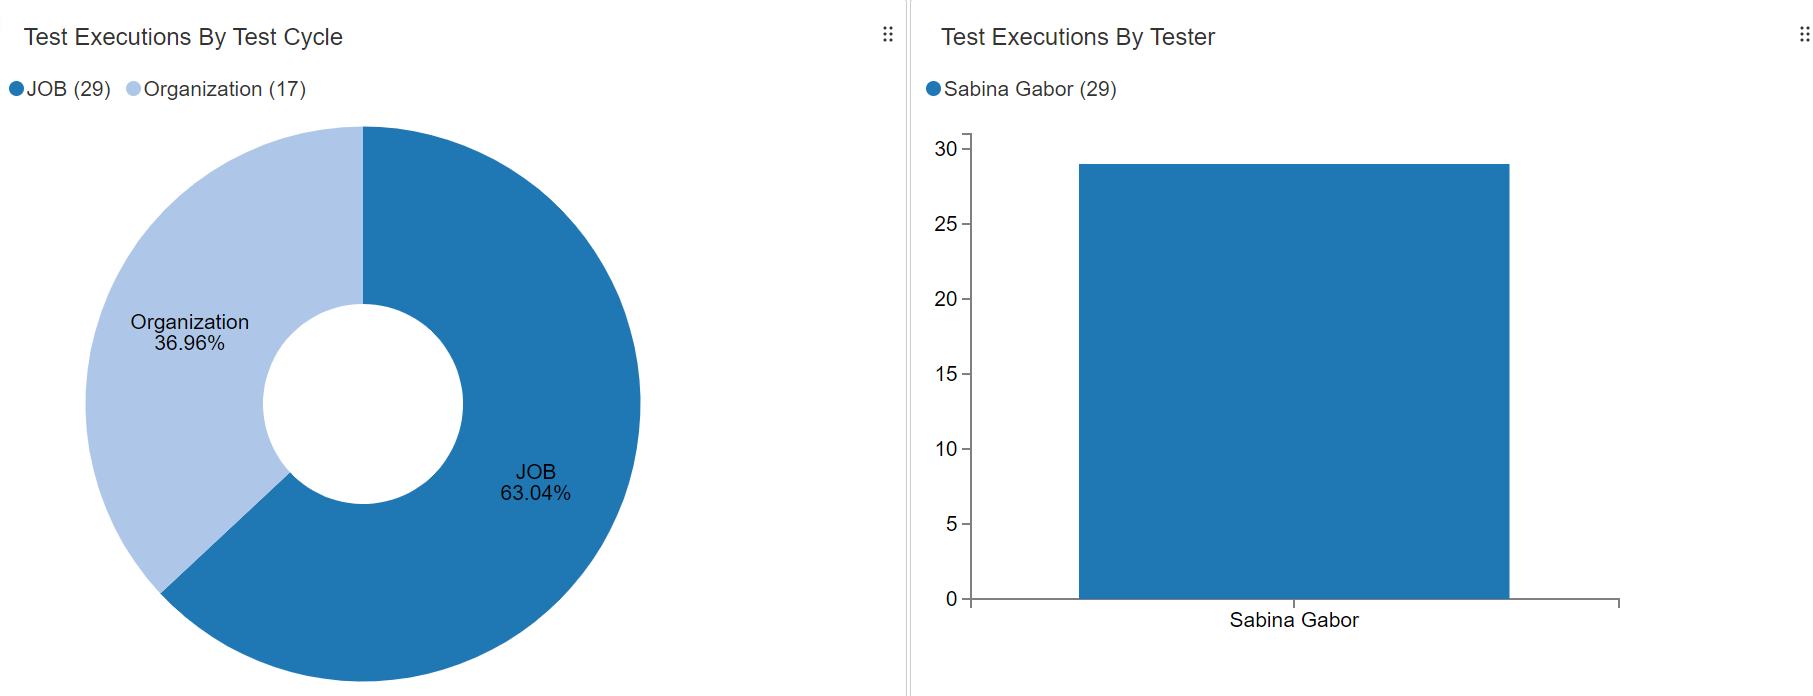 Test Executions By Test Cycle
JOB (29) Organization (17)
Organization
36.96%
JOB
63.04%
Test Executions By Tester
Sabina Gabor (29)
30
25
20
15
10
5
0
Sabina Gabor